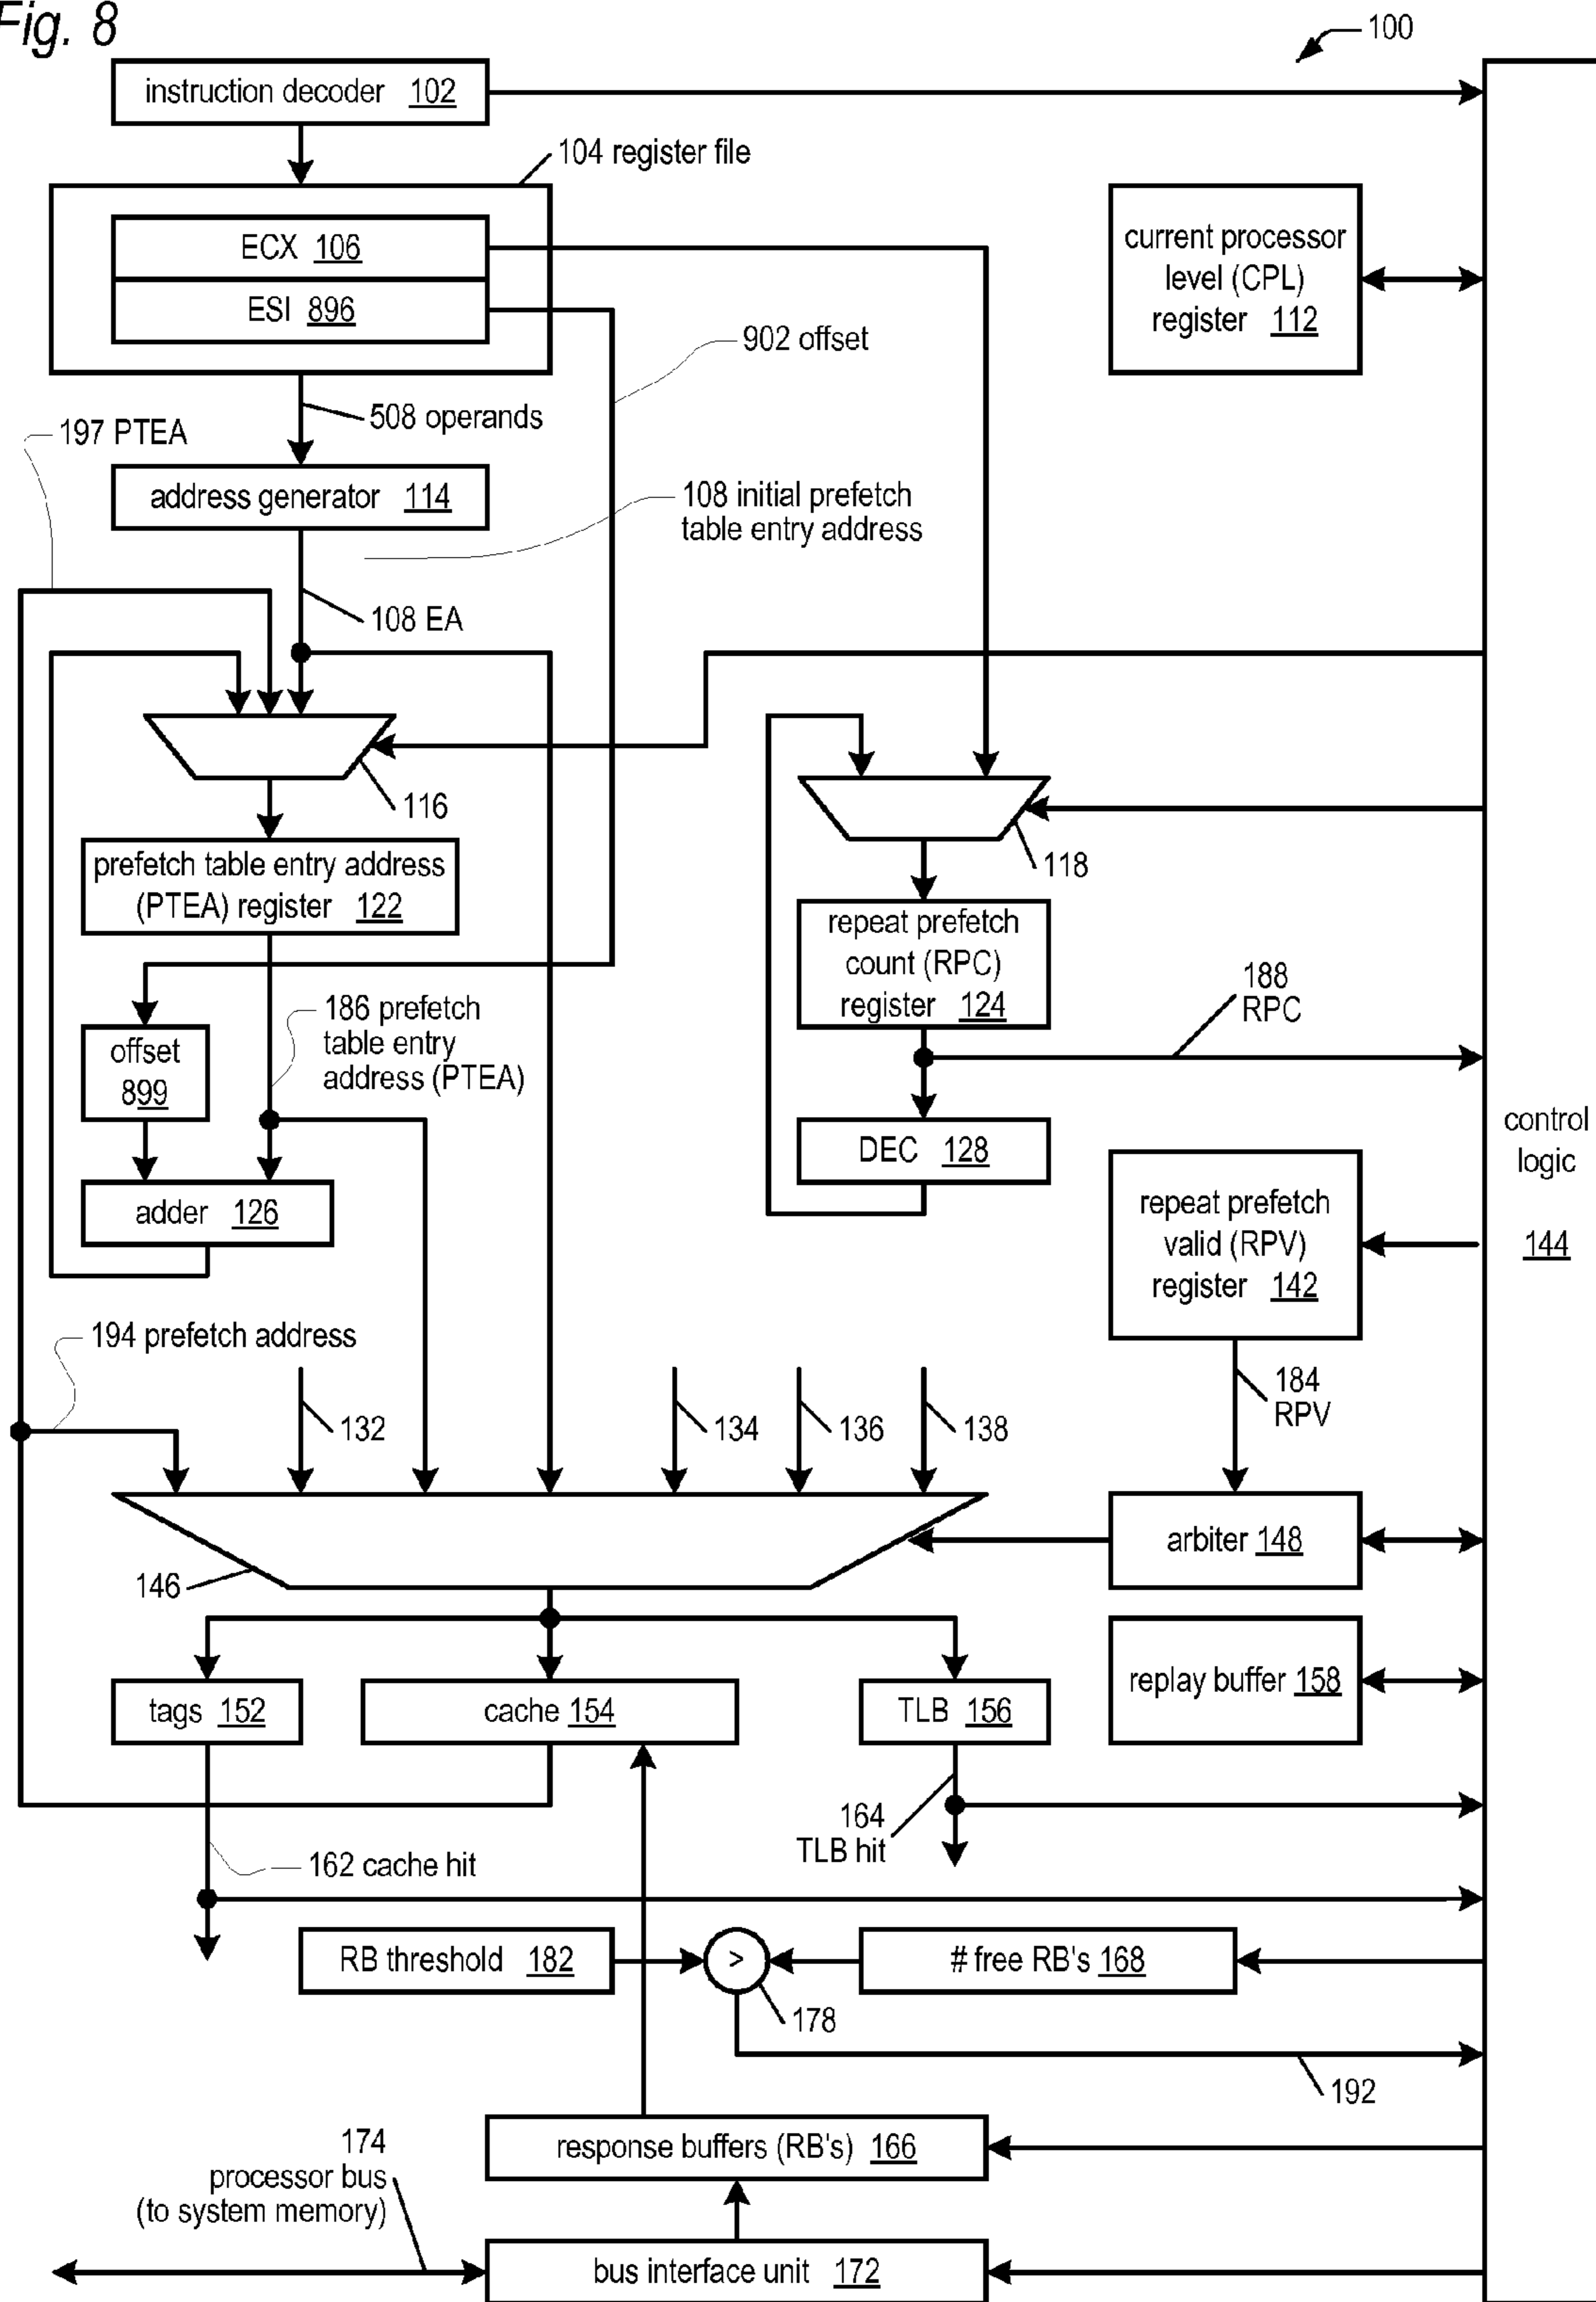 Fig. 8
100
instruction decoder 102
104 register file
ECX 106
ESI 896
current processor
level (CPL)
register 112
902 offset
508 operands
197 PTEA
address generator 114
108 initial prefetch
table entry address
108 EA
116
118
prefetch table entry address
(PTEA) register 122
repeat prefetch
count (RPC)
register 124
188
RPC
186 prefetch
table entry
address (PTEA)
offset
899
DEC 128
control
logic
144
adder 126
repeat prefetch
valid (RPV)
register 142
194 prefetch address
184
RPV
132
134
136
138
arbiter 148
146
replay buffer 158
tags 152
cache 154
TLB 156
164
TLB hit
162 cache hit
RB threshold 182
>
# free RB's 168
178
192
response buffers (RB's) 166
174
processor bus
(to system memory)
bus interface unit 172